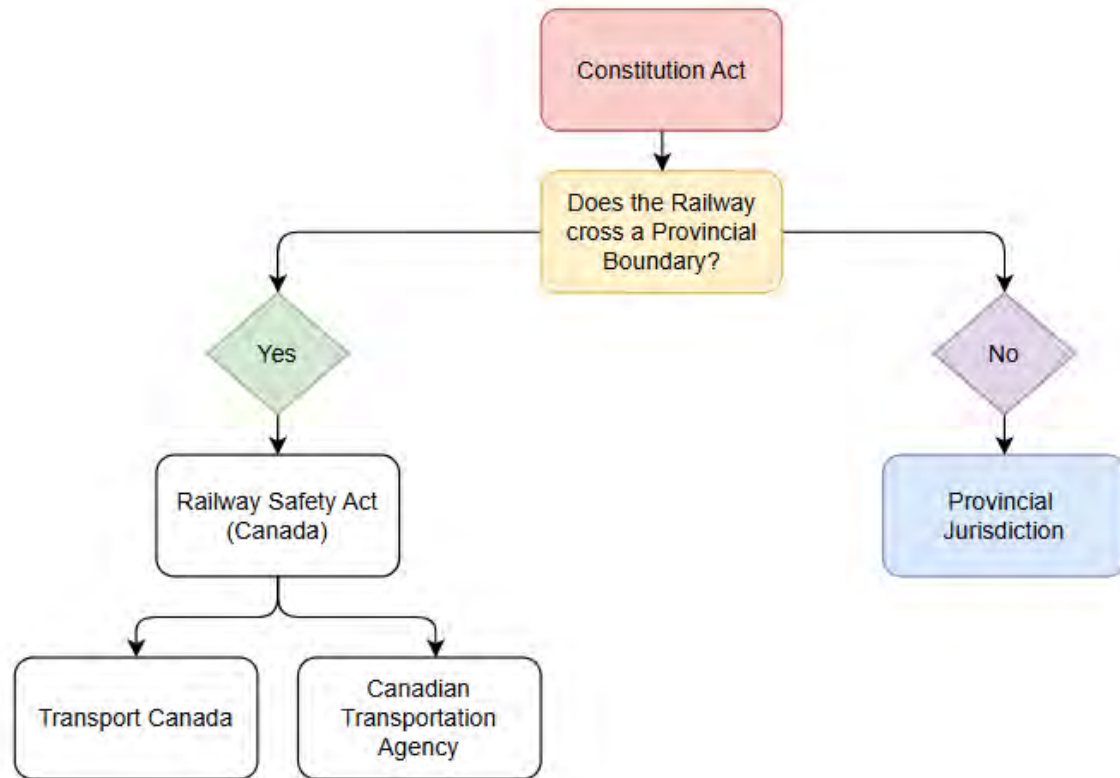 Constitution Act
Does the Railway
cross a Provincial
Boundary?
Yes
No
Railway Safety Act
(Canada)
Provincial
Jurisdiction
Transport Canada
Canadian
Transportation
Agency